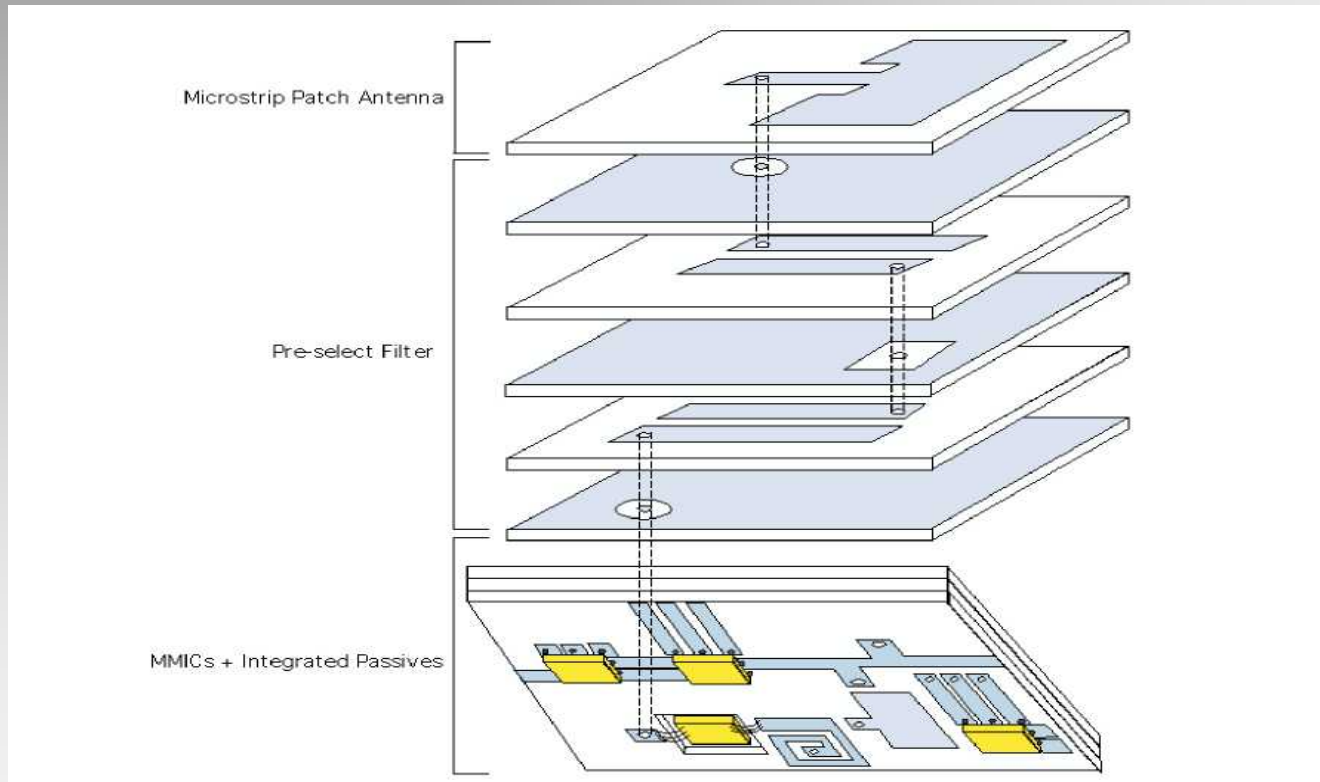 Microstrip Patch Antenna
Pre-select Filter
MMICs + Integrated Passives